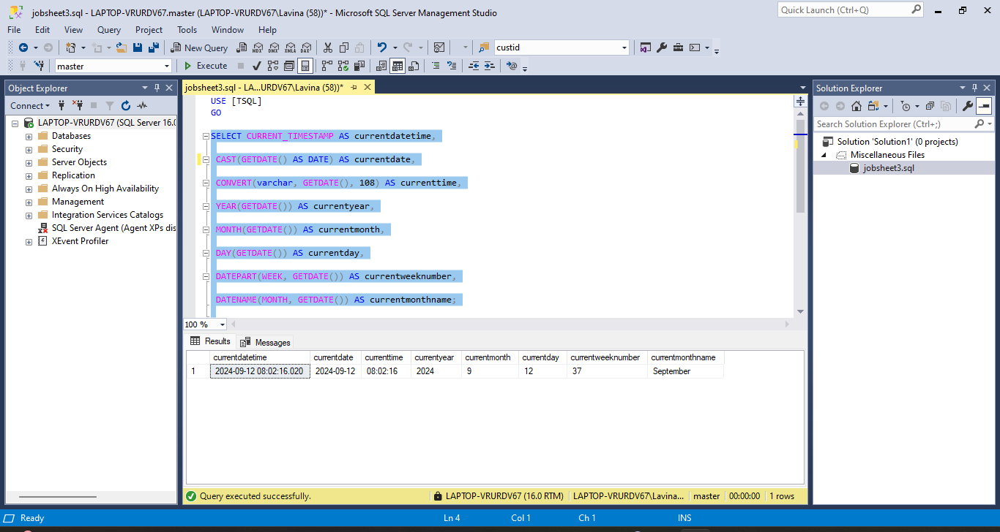 jobsheet3.sql - LAPTOP-VRURDV67.master (LAPTOP-VRURDV67\Lavina (58))* - Microsoft SQL Server Management Studio
Quick Launch (Ctrl+Q)
File Edit View Query Project Tools Window Help
New Query MDX DMX XMLA DAX custid
master Execute
Object Explorer
Connect
LAPTOP-VRURDV67 (SQL Server 16.0
Databases
Security
Server Objects
Replication
Always On High Availability
Management
Integration Services Catalogs
SQL Server Agent (Agent XPs dis
XEvent Profiler
jobsheet3.sql - LA...URDV67\Lavina (58))*
USE [TSQL]
GO
SELECT CURRENT_TIMESTAMP AS currentdatetime,
CAST(GETDATE() AS DATE) AS currentdate,
CONVERT(varchar, GETDATE(), 108) AS currenttime,
YEAR(GETDATE()) AS currentyear,
MONTH(GETDATE()) AS currentmonth,
DAY(GETDATE()) AS currentday,
DATEPART(WEEK, GETDATE()) AS currentweeknumber,
DATENAME(MONTH, GETDATE()) AS currentmonthname;
100 %
Results Messages
currentdatetime currentdate currenttime currentyear currentmonth currentday currentweeknumber currentmonthname
1 2024-09-12 08:02:16.020 2024-09-12 08:02:16 2024 9 12 37 September
Query executed successfully. LAPTOP-VRURDV67 (16.0 RTM) LAPTOP-VRURDV67\Lavina... master 00:00:00 1 rows
Solution Explorer
Search Solution Explorer (Ctrl+;)
Solution 'Solution1' (0 projects)
Miscellaneous Files
jobsheet3.sql
Ready Ln 4 Col 1 Ch 1 INS